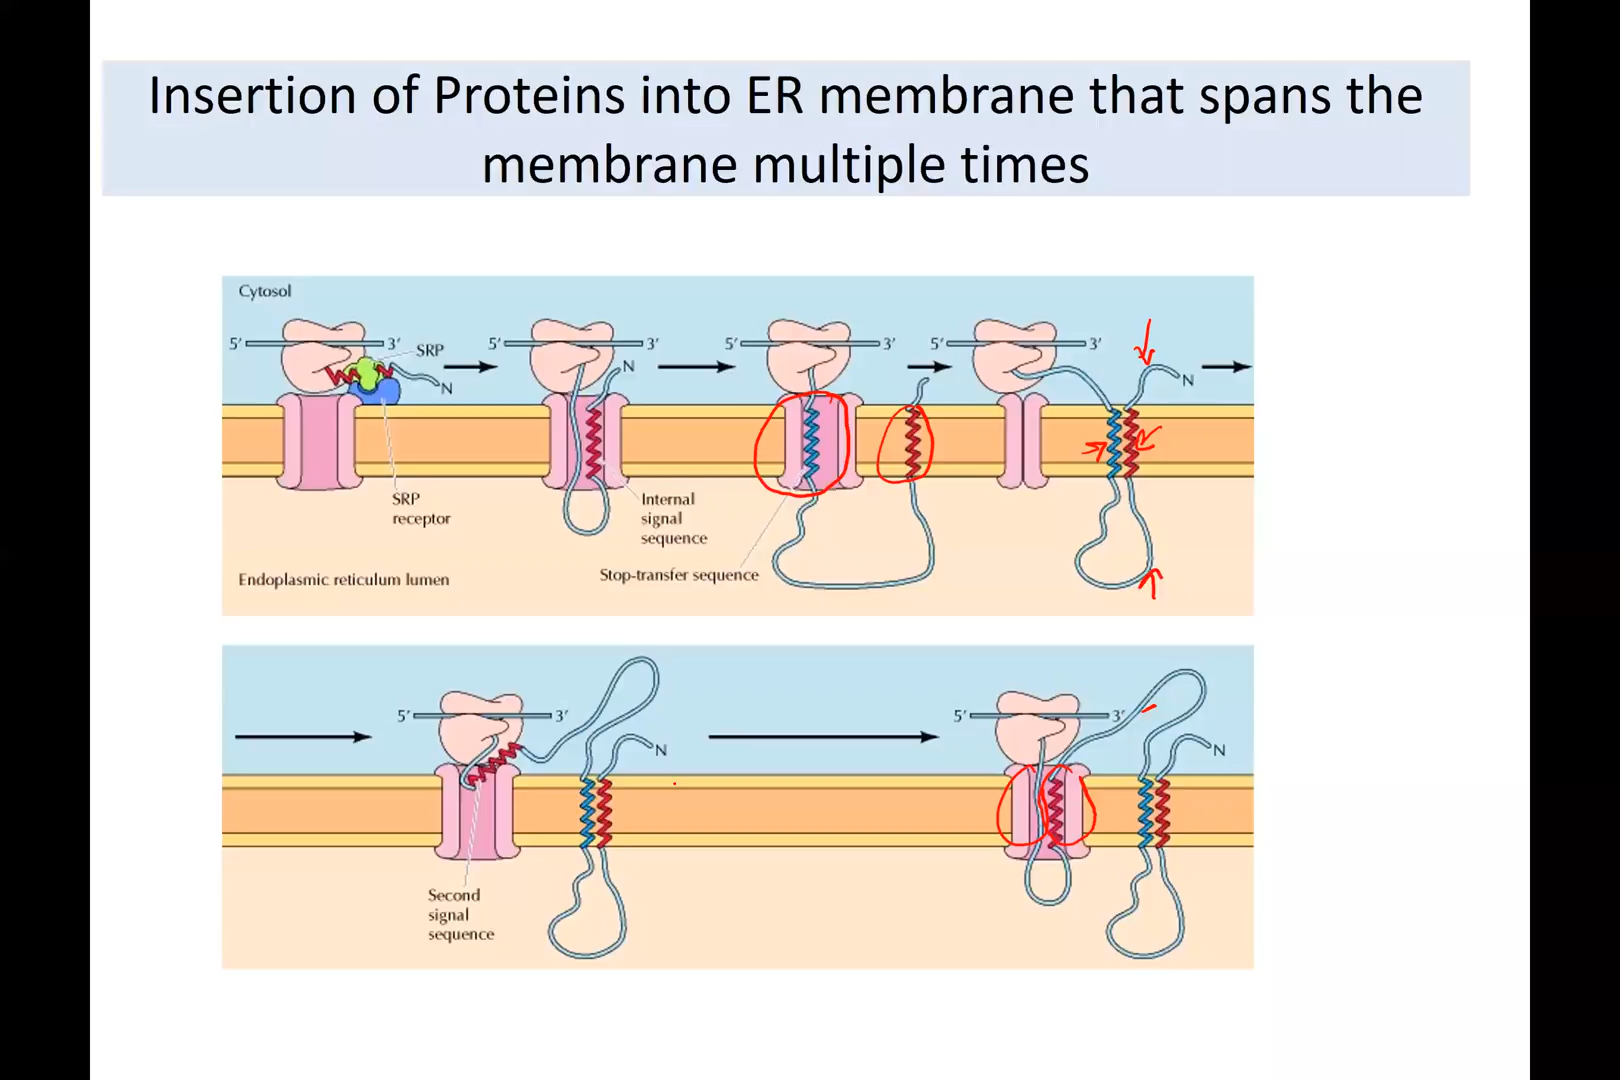 Insertion of Proteins into ER membrane that spans the
membrane multiple times
Cytosol
5′ 3′ 5′ 3′ 5′ 3′ 5′ 3′
SRP
N
N
N
SRP
receptor
Internal
signal
sequence
Stop-transfer sequence
Endoplasmic reticulum lumen
5′ 3′ 5′ 3′
N N
Second
signal
sequence